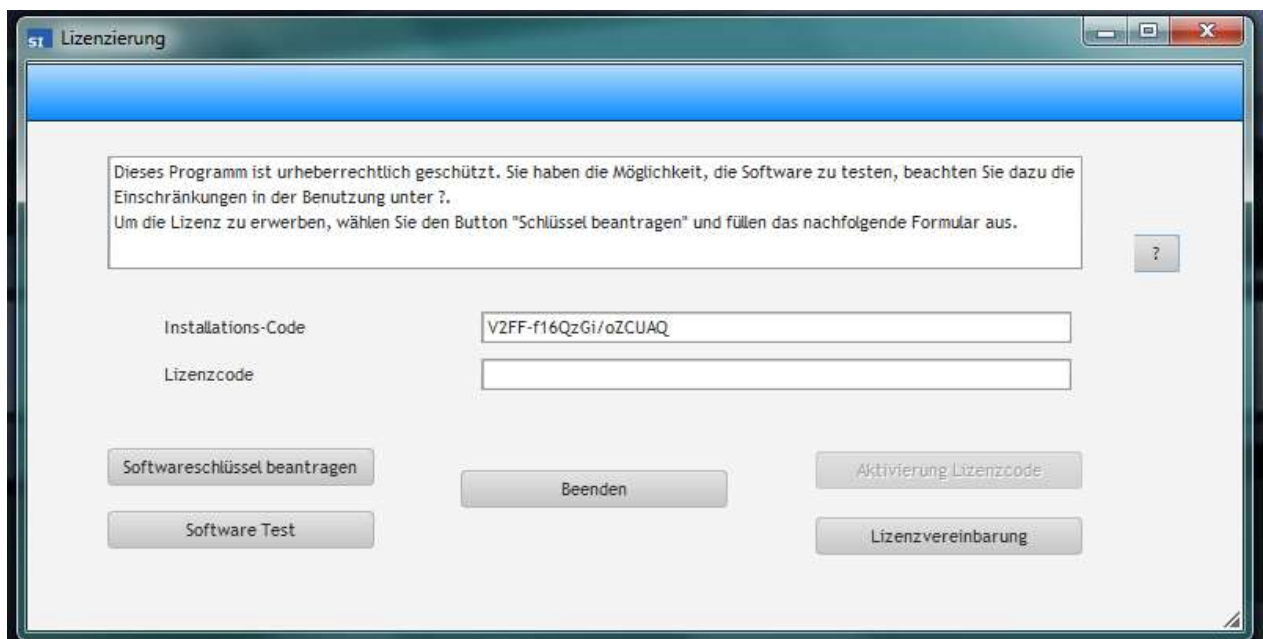 SI Lizenzierung
Dieses Programm ist urheberrechtlich geschützt. Sie haben die Möglichkeit, die Software zu testen, beachten Sie dazu die
Einschränkungen in der Benutzung unter ?.
Um die Lizenz zu erwerben, wählen Sie den Button "Schlüssel beantragen" und füllen das nachfolgende Formular aus.
?
Installations-Code V2FF-f16QzGi/oZCUAQ
Lizenzcode
Softwareschlüssel beantragen
Beenden
Aktivierung Lizenzcode
Software Test
Lizenzvereinbarung